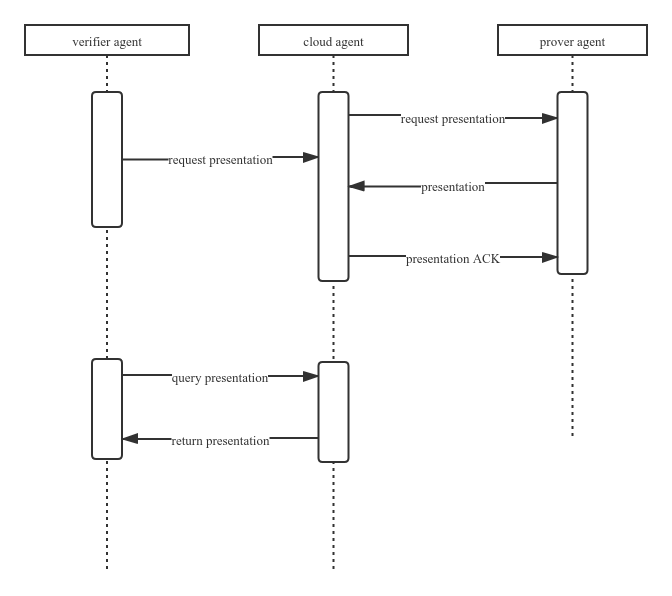 verifier agent
cloud agent
prover agent
request presentation
request presentation
presentation
presentation ACK
query presentation
return presentation